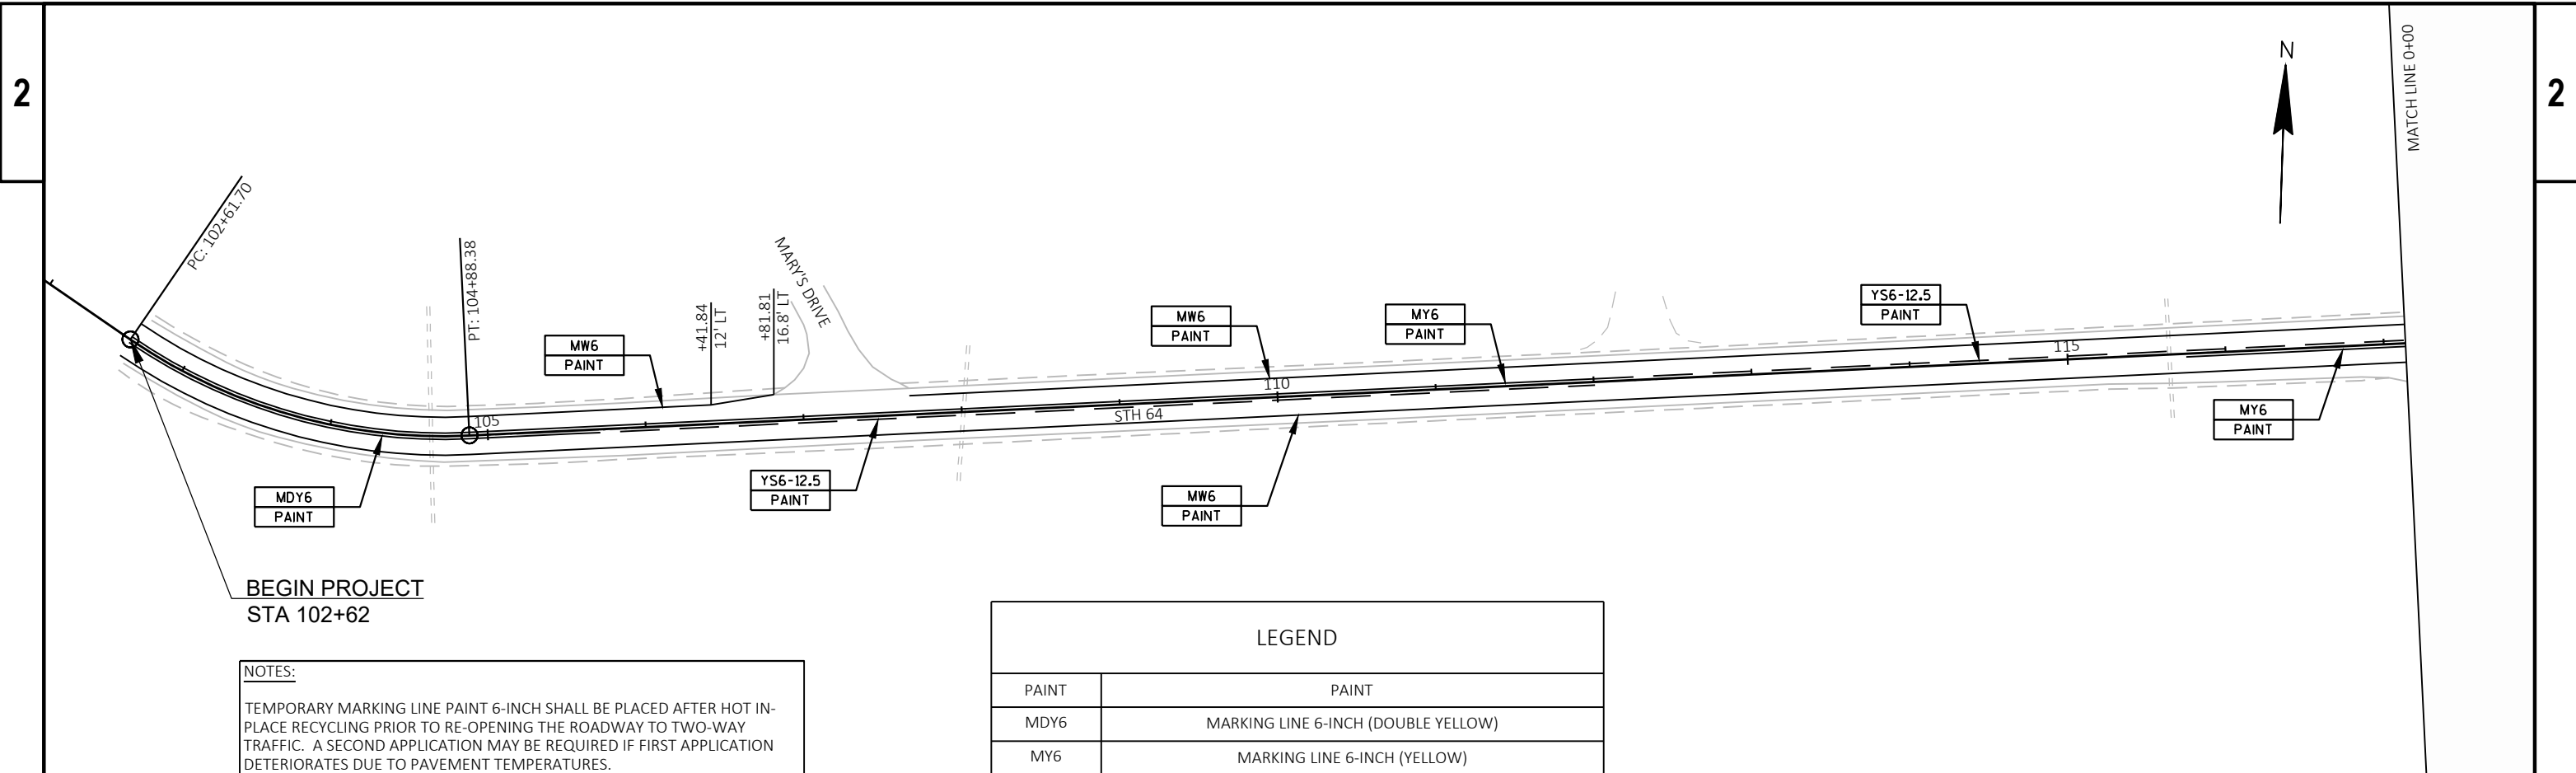 2
2
N
MATCH LINE 0+00
PC: 102+61.70
PT: 104+88.38
+41.84
12' LT
+81.81
16.8' LT
MARY'S DRIVE
MW6
PAINT
MW6
PAINT
MY6
PAINT
YS6-12.5
PAINT
105
110
115
STH 64
MDY6
PAINT
YS6-12.5
PAINT
MW6
PAINT
MY6
PAINT
BEGIN PROJECT
STA 102+62
NOTES:
TEMPORARY MARKING LINE PAINT 6-INCH SHALL BE PLACED AFTER HOT IN-
PLACE RECYCLING PRIOR TO RE-OPENING THE ROADWAY TO TWO-WAY
TRAFFIC. A SECOND APPLICATION MAY BE REQUIRED IF FIRST APPLICATION
DETERIORATES DUE TO PAVEMENT TEMPERATURES.
LEGEND
PAINT PAINT
MDY6 MARKING LINE 6-INCH (DOUBLE YELLOW)
MY6 MARKING LINE 6-INCH (YELLOW)